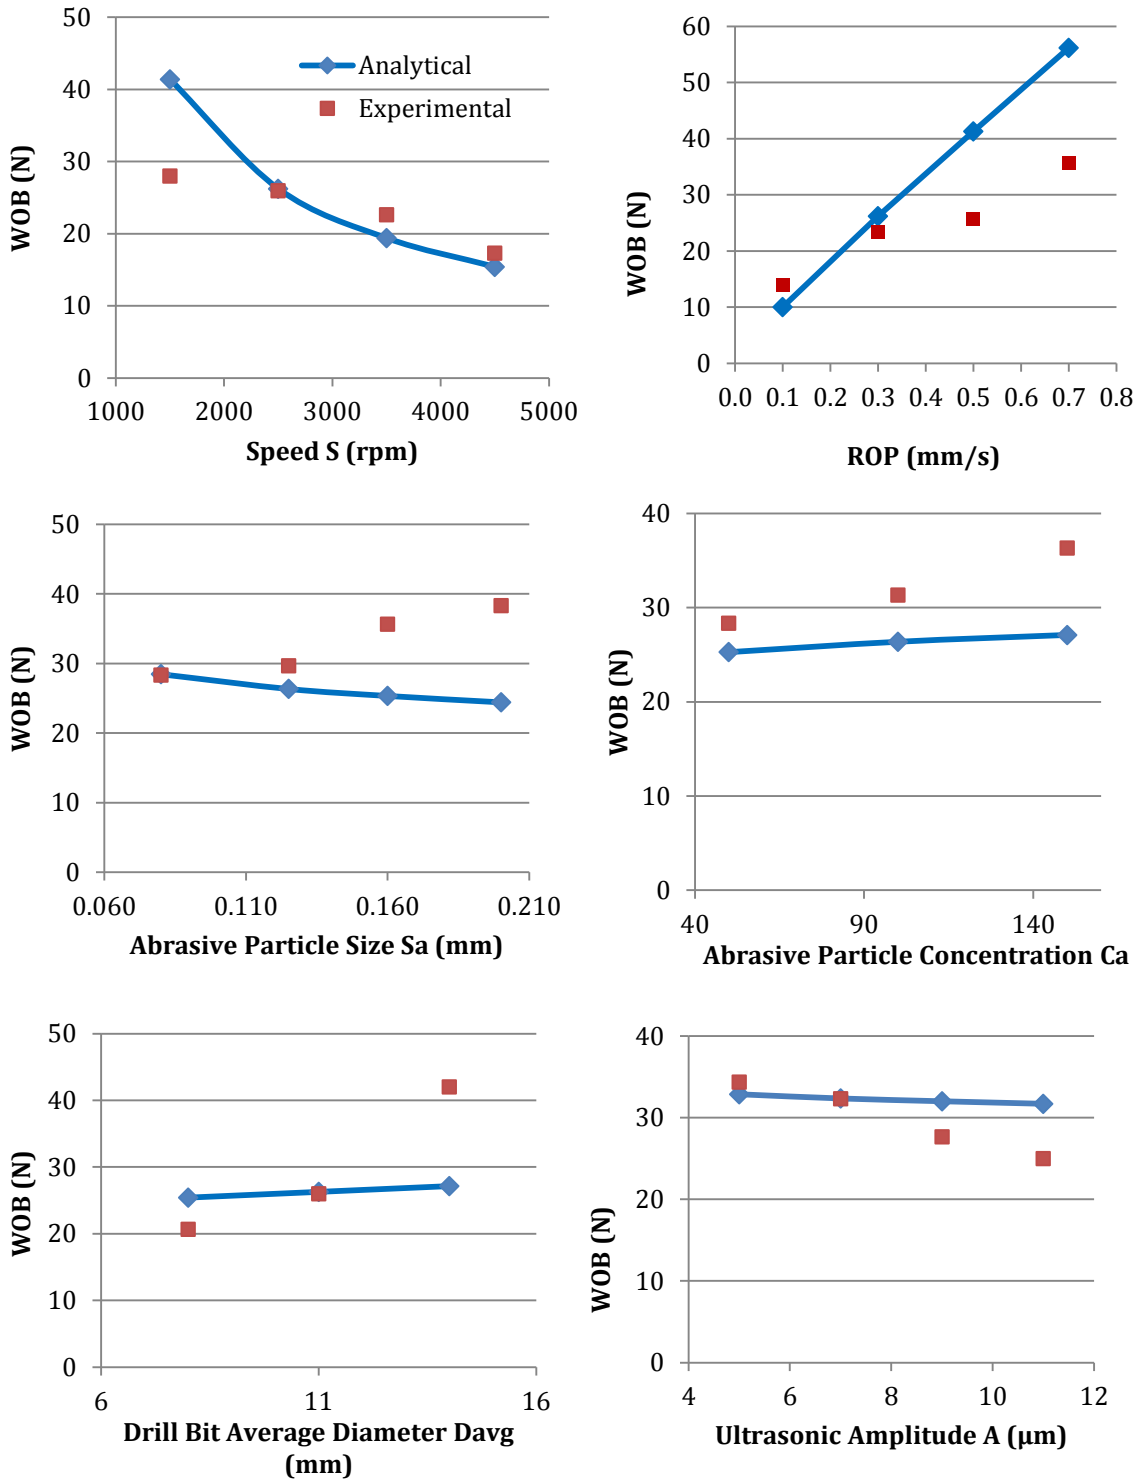 50
40
30
20
10
0
WOB (N)
Analytical
Experimental
1000 2000 3000 4000 5000
Speed S (rpm)
60
50
40
30
20
10
0
WOB (N)
0.0 0.1 0.2 0.3 0.4 0.5 0.6 0.7 0.8
ROP (mm/s)
50
40
30
20
10
0
WOB (N)
0.060 0.110 0.160 0.210
Abrasive Particle Size Sa (mm)
40
30
20
10
0
WOB (N)
40 90 140
Abrasive Particle Concentration Ca
50
40
30
20
10
0
WOB (N)
6 11 16
Drill Bit Average Diameter Davg
(mm)
40
30
20
10
0
WOB (N)
4 6 8 10 12
Ultrasonic Amplitude A (μm)